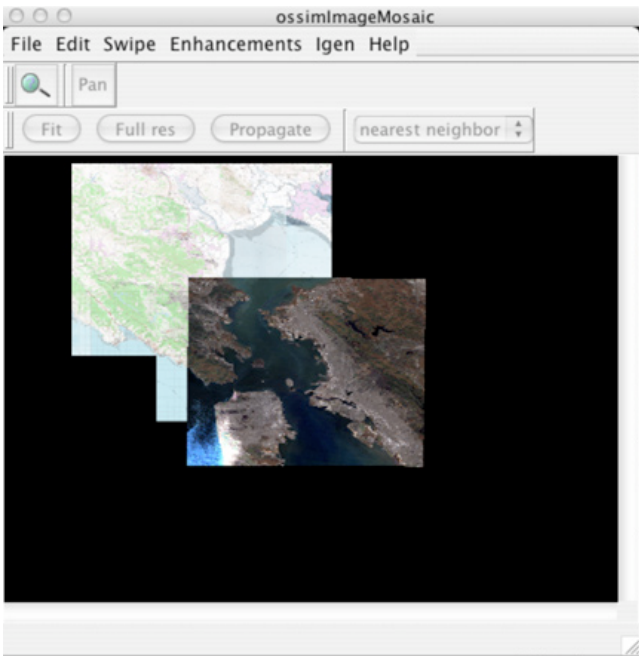 ossimImageMosaic
File Edit Swipe Enhancements Igen Help
Pan
Fit Full res Propagate nearest neighbor